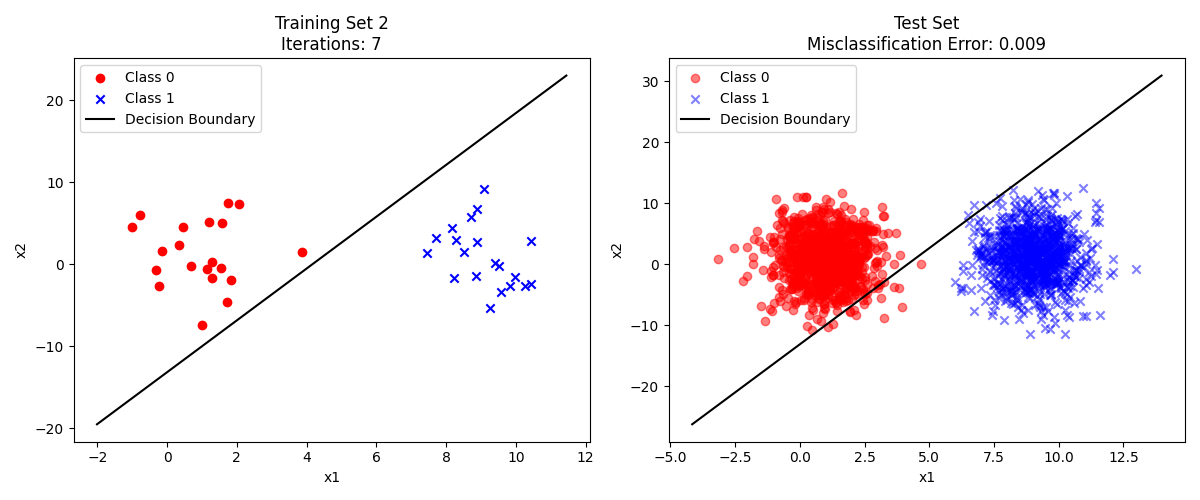 Training Set 2
Iterations: 7
Class 0
Class 1
Decision Boundary
20
10
0
−10
−20
x2
−2
0
2
4
6
8
10
12
x1
Test Set
Misclassification Error: 0.009
Class 0
Class 1
Decision Boundary
30
20
10
0
−10
−20
x2
−5.0
−2.5
0.0
2.5
5.0
7.5
10.0
12.5
x1